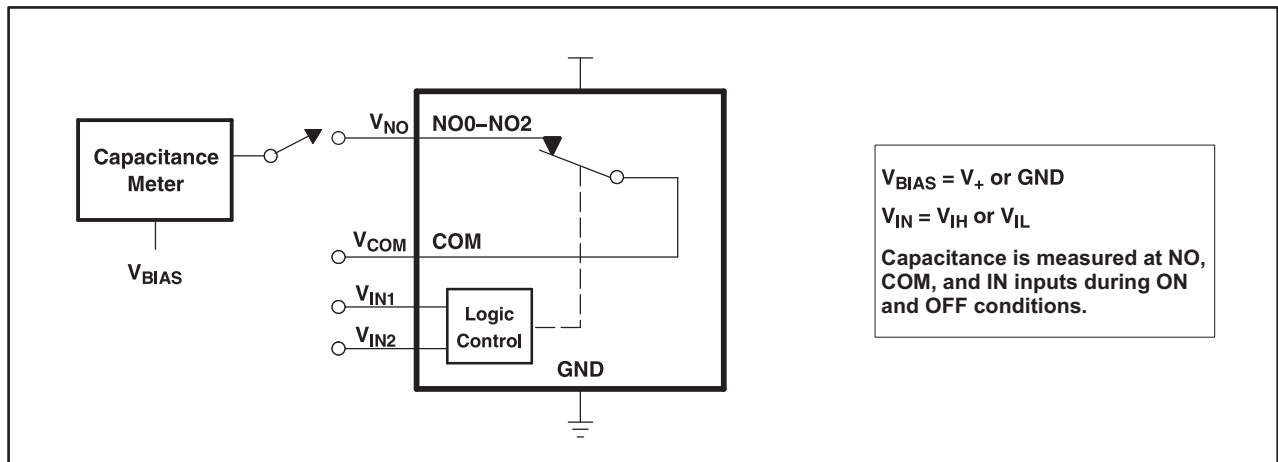 Capacitance
Meter
V_BIAS
V_NO
NO0–NO2
V_COM
COM
V_IN1
V_IN2
Logic
Control
GND
V_BIAS = V_+ or GND
V_IN = V_IH or V_IL
Capacitance is measured at NO,
COM, and IN inputs during ON
and OFF conditions.